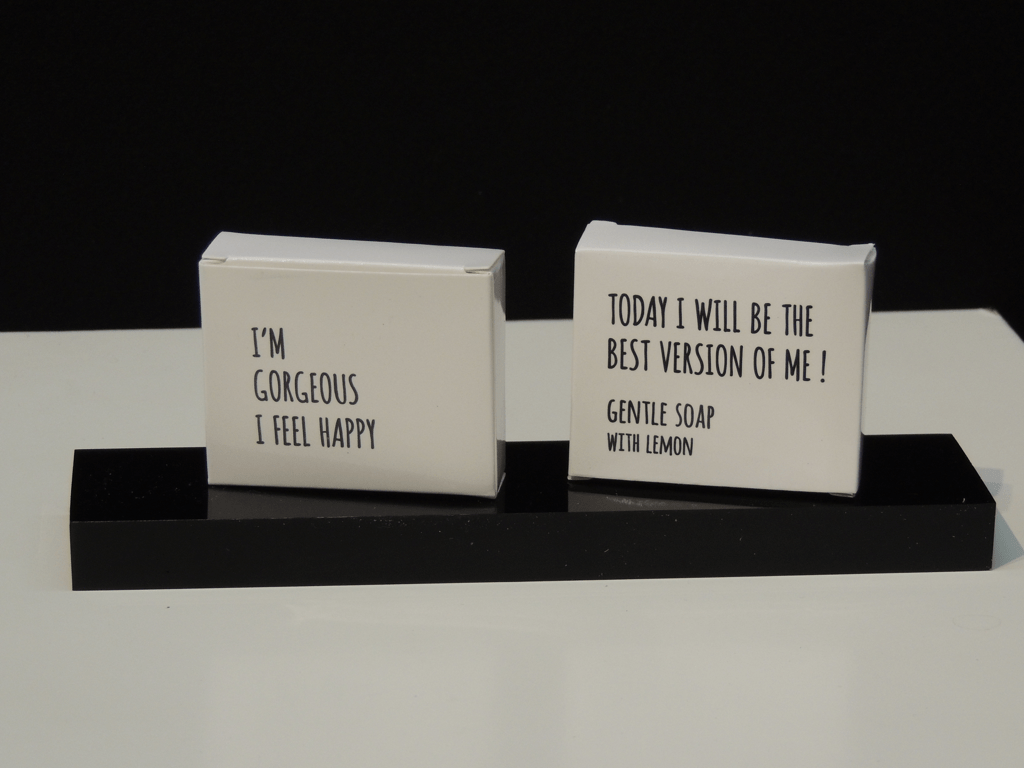 I'M
GORGEOUS
I FEEL HAPPY
TODAY I WILL BE THE
BEST VERSION OF ME !
GENTLE SOAP
WITH LEMON